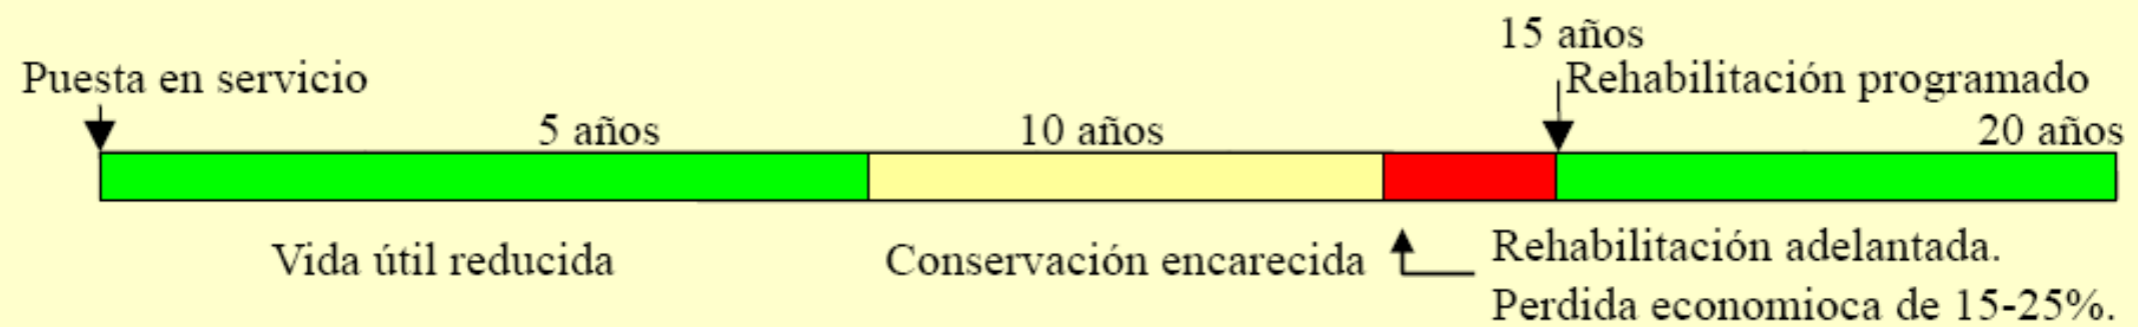 15 años
Puesta en servicio
Rehabilitación programado
5 años
10 años
20 años
Vida útil reducida
Conservación encarecida
Rehabilitación adelantada.
Perdida economioca de 15-25%.